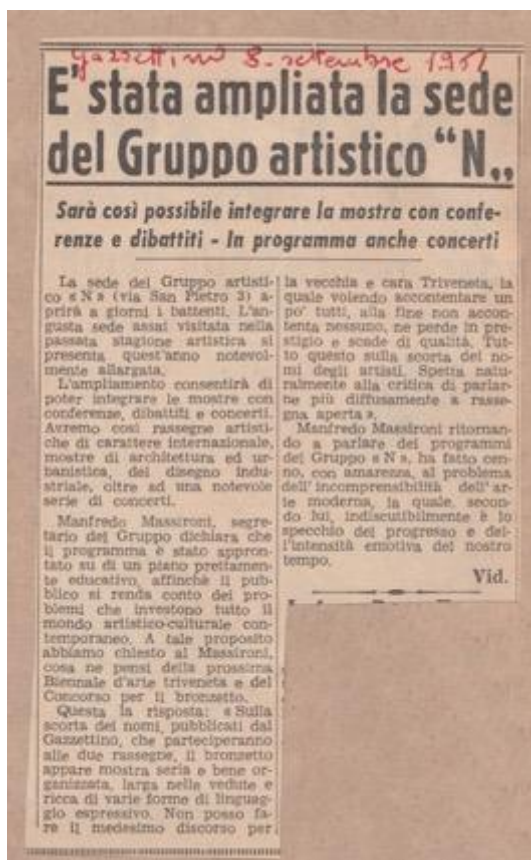 Gazzettino 8. settembre 1961
E' stata ampliata la sede
del Gruppo artistico "N„
Sarà così possibile integrare la mostra con confe-
renze e dibattiti - In programma anche concerti
La sede del Gruppo artisti-
co «N» (via San Pietro 3) a-
prirà a giorni i battenti. L'an-
gusta sede assai visitata nella
passata stagione artistica si
presenta quest'anno notevol-
mente allargata.
L'ampliamento consentirà di
poter integrare le mostre con
conferenze, dibattiti e concerti.
Avremo così rassegne artisti-
che di carattere internazionale,
mostre di architettura ed ur-
banistica, del disegno indu-
striale, oltre ad una notevole
serie di concerti.
Manfredo Massironi, segre-
tario del Gruppo dichiara che
il programma è stato appron-
tato su di un piano prettamen-
te educativo, affinchè il pub-
blico si renda conto dei pro-
blemi che investono tutto il
mondo artistico-culturale con-
temporaneo. A tale proposito
abbiamo chiesto al Massironi,
cosa ne pensi della prossima
Biennale d'arte triveneta e del
Concorso per il bronzetto.
Questa la risposta: «Sulla
scorta dei nomi, pubblicati dal
Gazzettino, che parteciperanno
alle due rassegne, il bronzetto
appare mostra seria e bene or-
ganizzata, larga nelle vedute e
ricca di varie forme di linguag-
gio espressivo. Non posso fa-
re il medesimo discorso per
la vecchia e cara Triveneta, la
quale volendo accontentare un
po' tutti, alla fine non accon-
tenta nessuno, ne perde in pre-
stigio e scade di qualità. Tut-
to questo sulla scorta dei no-
mi degli artisti. Spetta natu-
ralmente alla critica di parlar-
ne più diffusamente a rasse-
gna aperta».
Manfredo Massironi ritornan-
do a parlare dei programmi
del Gruppo «N», ha fatto cen-
no, con amarezza, al problema
dell'incomprensibilità dell'ar-
te moderna, la quale, secon-
do lui, indiscutibilmente è lo
specchio del progresso e del-
l'intensità emotiva del nostro
tempo.
Vid.